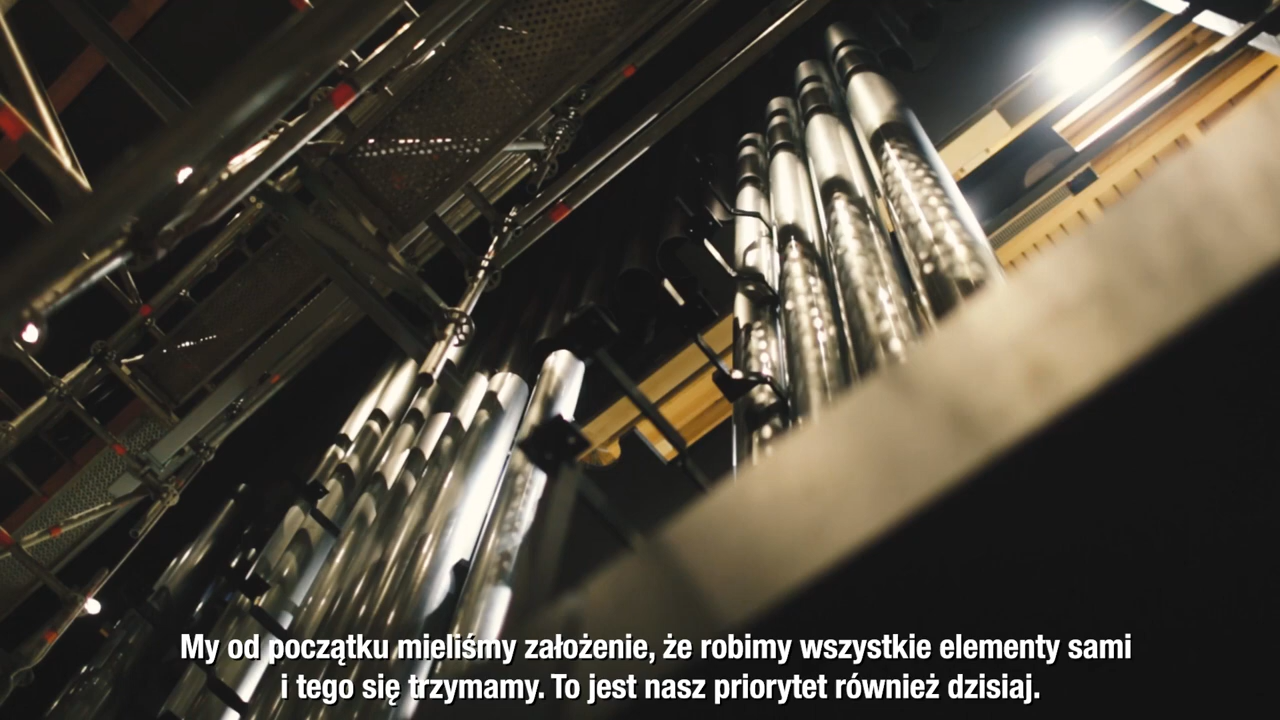 My od początku mieliśmy założenie, że robimy wszystkie elementy sami
i tego się trzymamy. To jest nasz priorytet również dzisiaj.